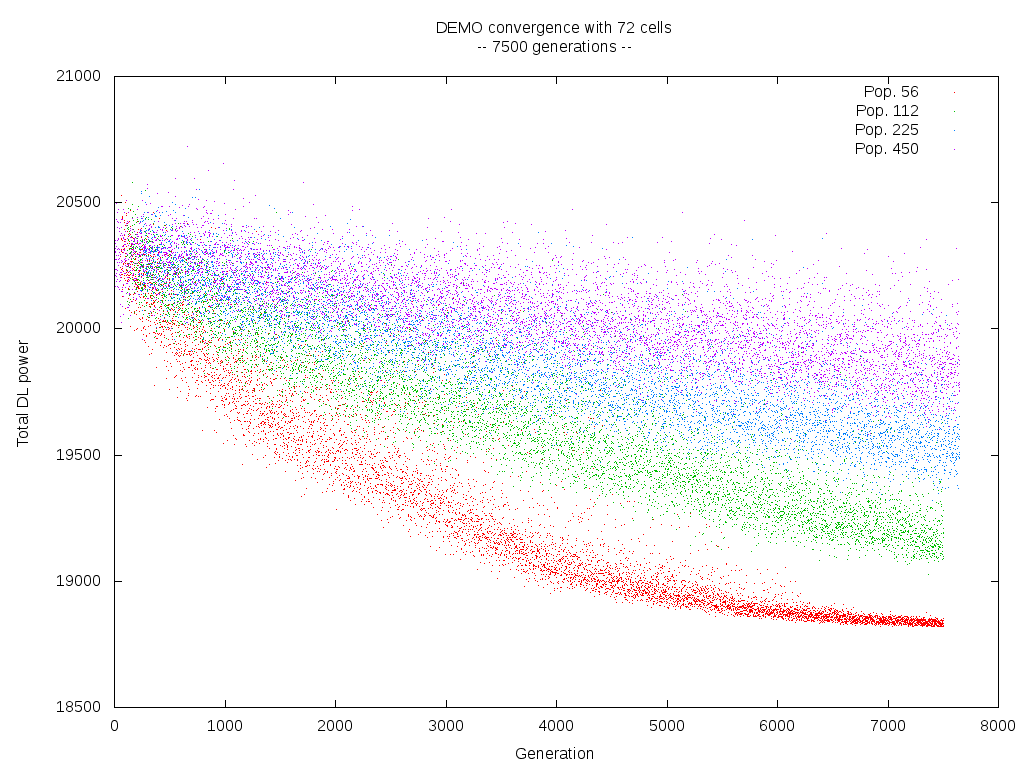 DEMO convergence with 72 cells
-- 7500 generations --
21000
20500
20000
19500
19000
18500
Total DL power
Pop. 56
Pop. 112
Pop. 225
Pop. 450
0 1000 2000 3000 4000 5000 6000 7000 8000
Generation